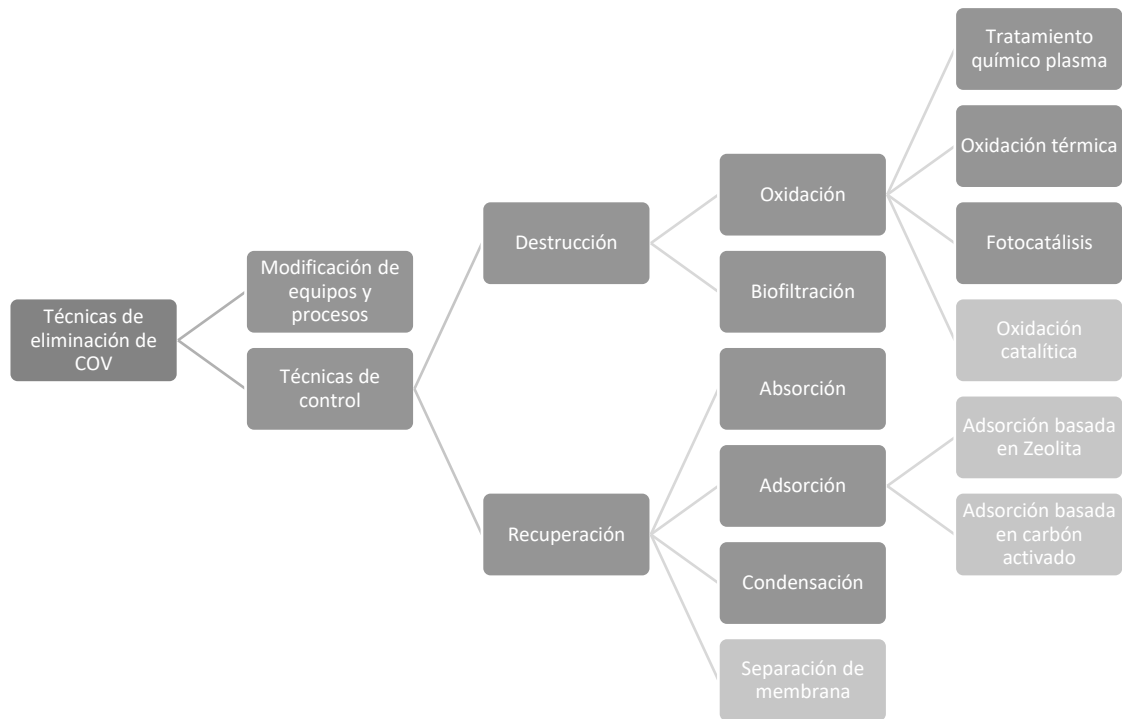 Técnicas de
eliminación de
COV
Modificación de
equipos y
procesos
Técnicas de
control
Destrucción
Recuperación
Oxidación
Biofiltración
Absorción
Adsorción
Condensación
Separación de
membrana
Tratamiento
químico plasma
Oxidación térmica
Fotocatálisis
Oxidación
catalítica
Adsorción basada
en Zeolita
Adsorción basada
en carbón
activado